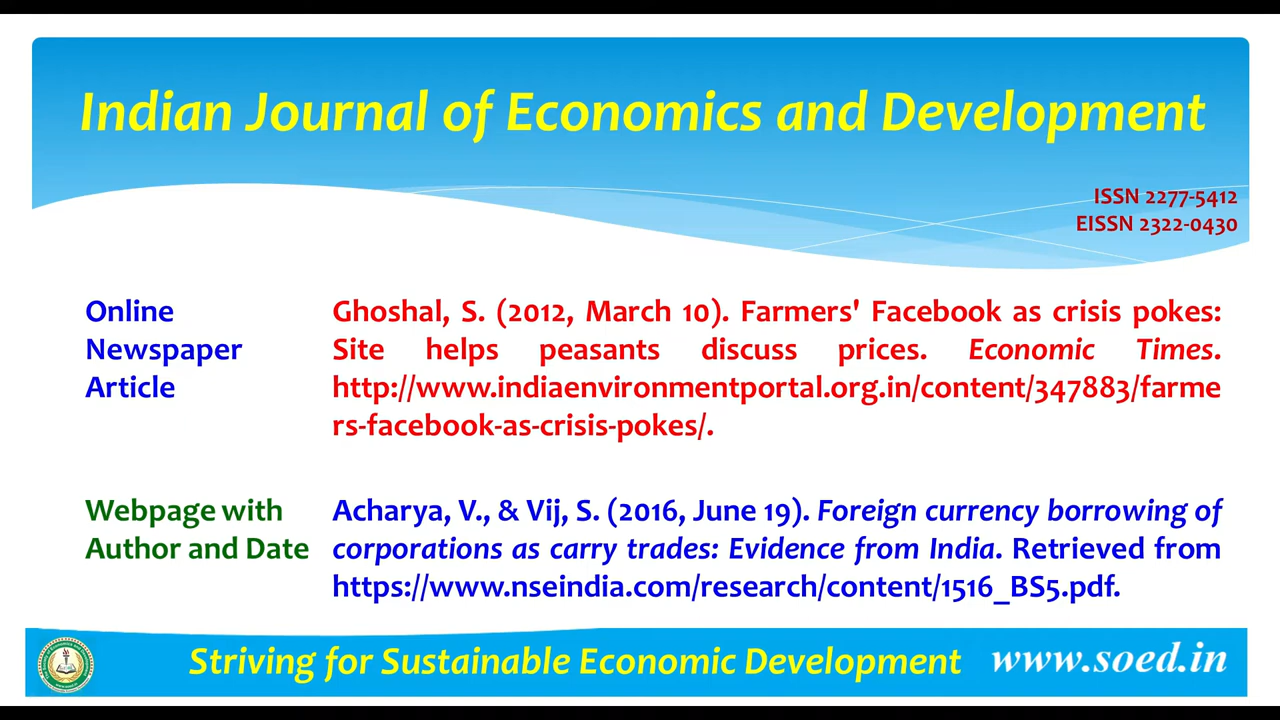 Indian Journal of Economics and Development
ISSN 2277-5412
EISSN 2322-0430
Online
Newspaper
Article
Ghoshal, S. (2012, March 10). Farmers' Facebook as crisis pokes:
Site helps peasants discuss prices. Economic Times.
http://www.indiaenvironmentportal.org.in/content/347883/farme
rs-facebook-as-crisis-pokes/.
Webpage with
Author and Date
Acharya, V., & Vij, S. (2016, June 19). Foreign currency borrowing of
corporations as carry trades: Evidence from India. Retrieved from
https://www.nseindia.com/research/content/1516_BS5.pdf.
Striving for Sustainable Economic Development
www.soed.in